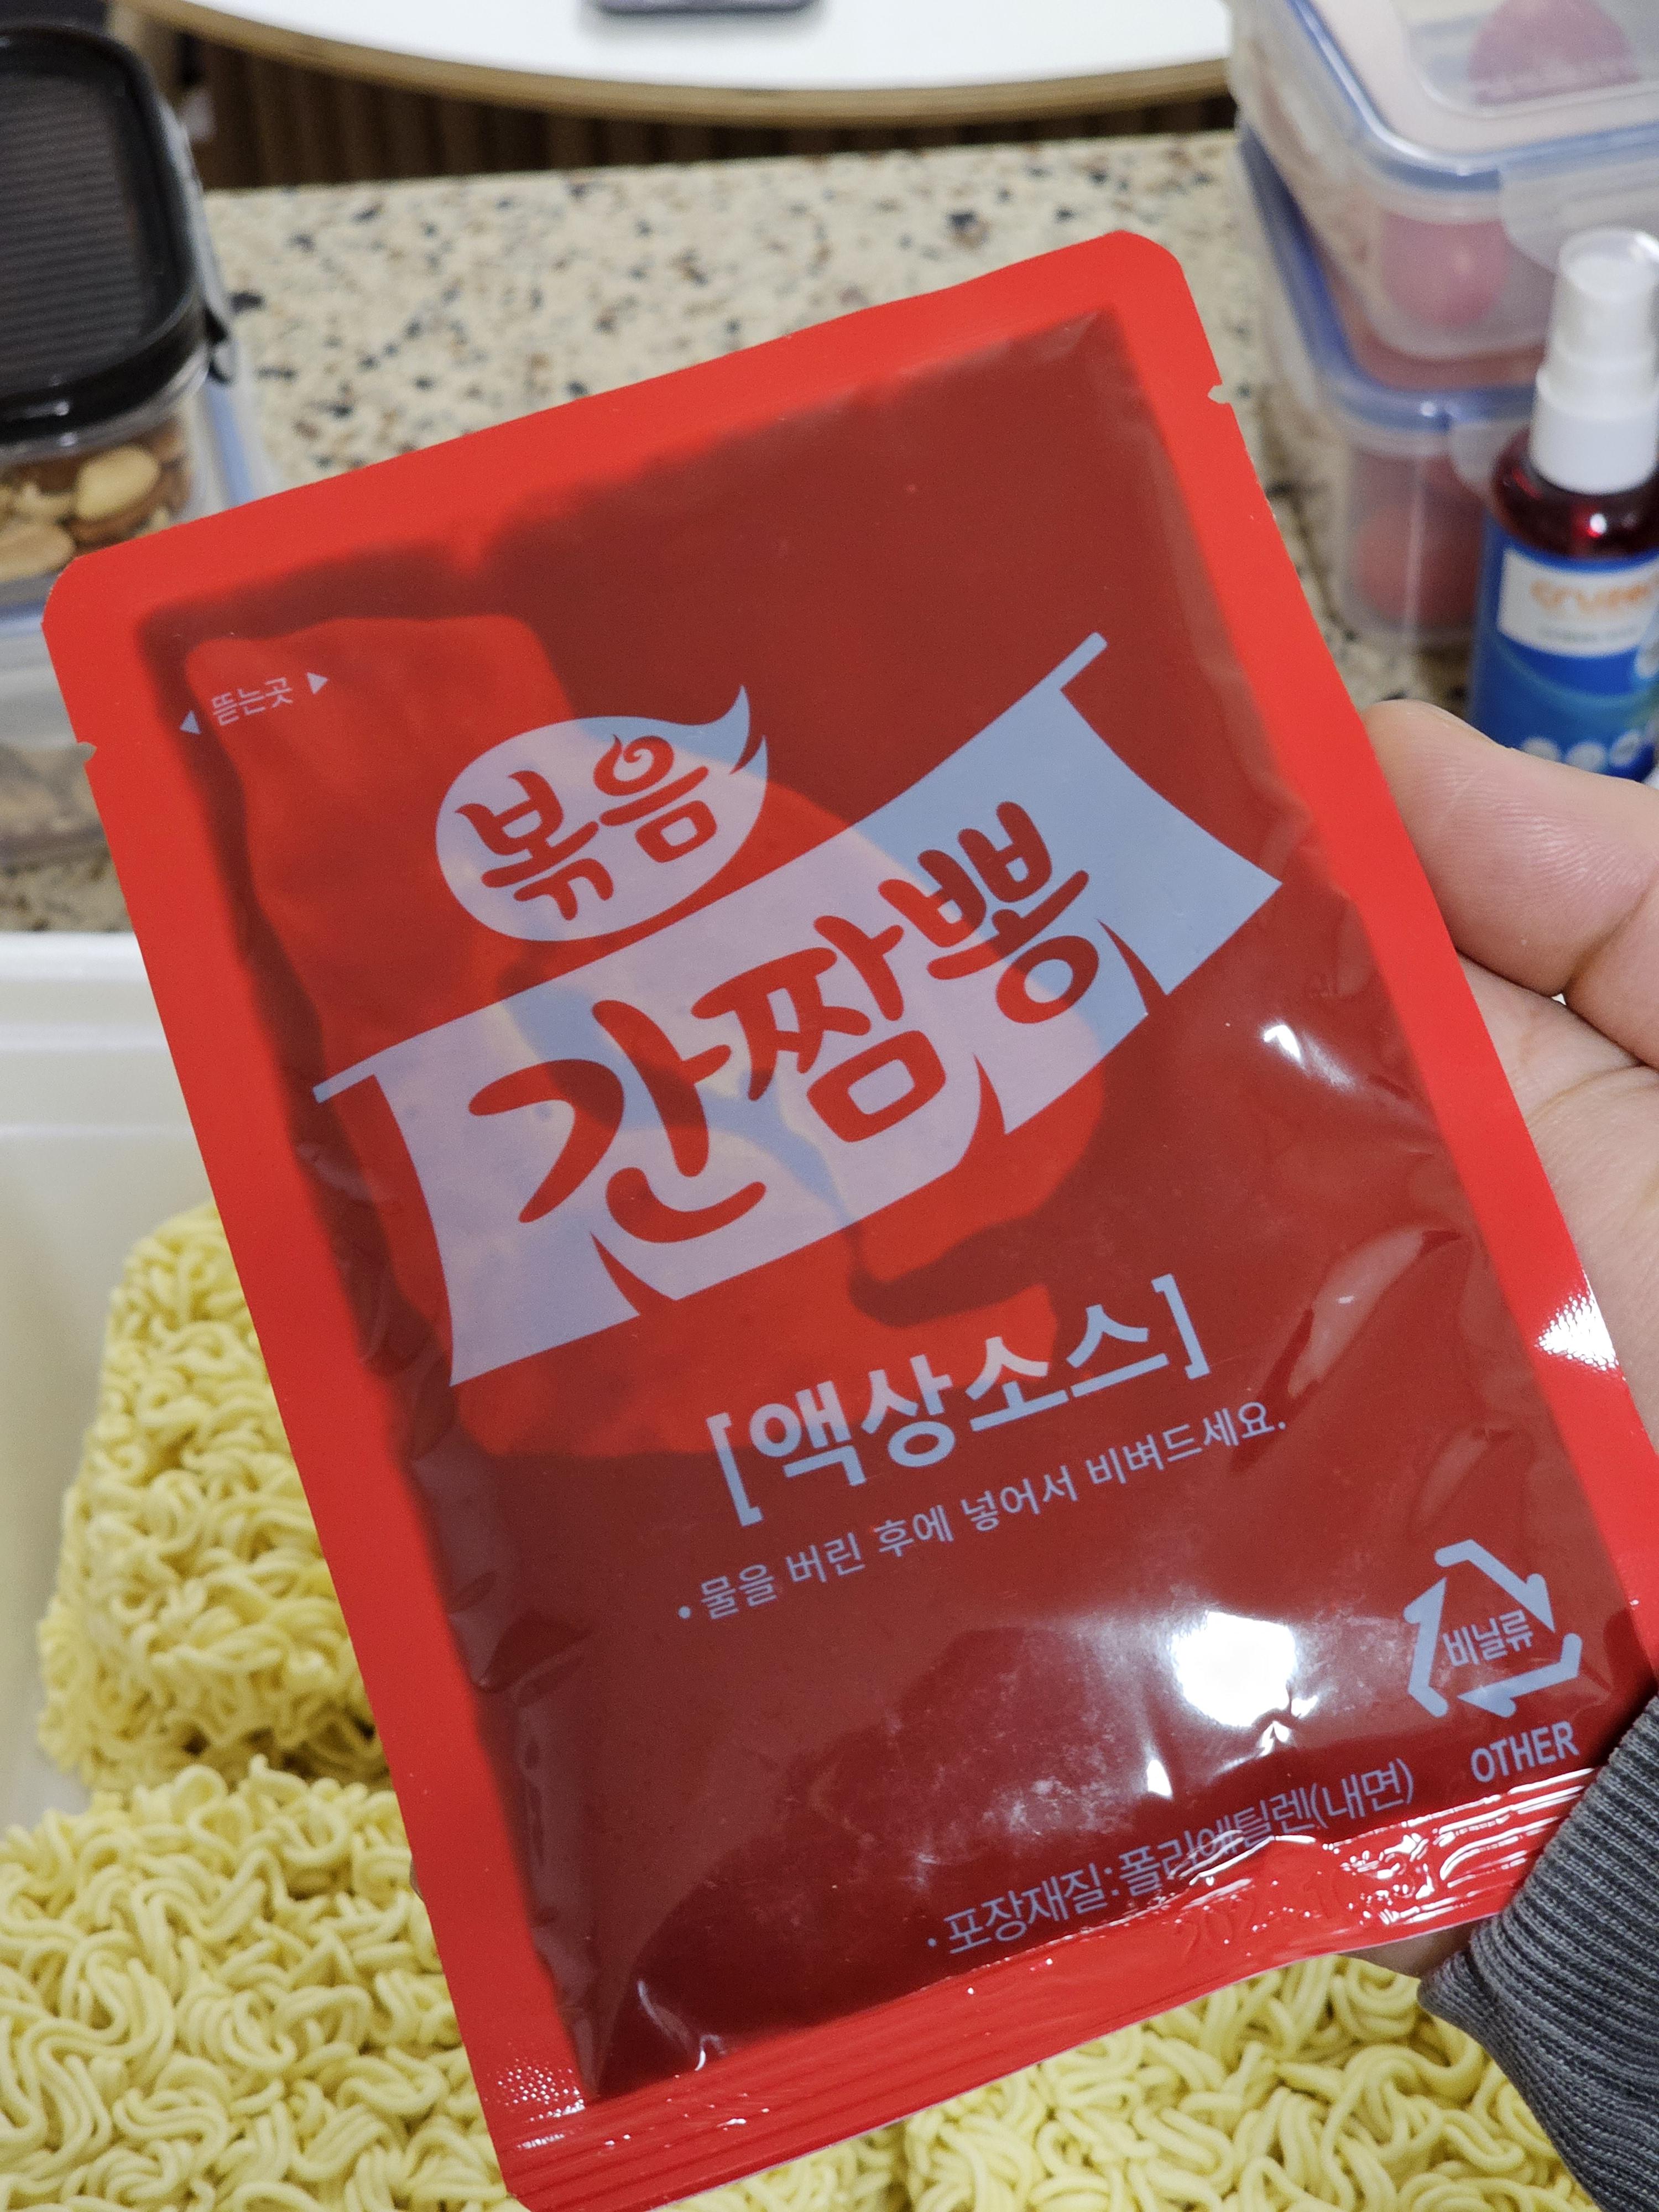 ◀ 뜯는곳 ▶
볶음
간짬뽕
[액상소스]
• 물을 버린 후에 넣어서 비벼드세요.
비닐류
OTHER
• 포장재질:폴리에틸렌(내면)